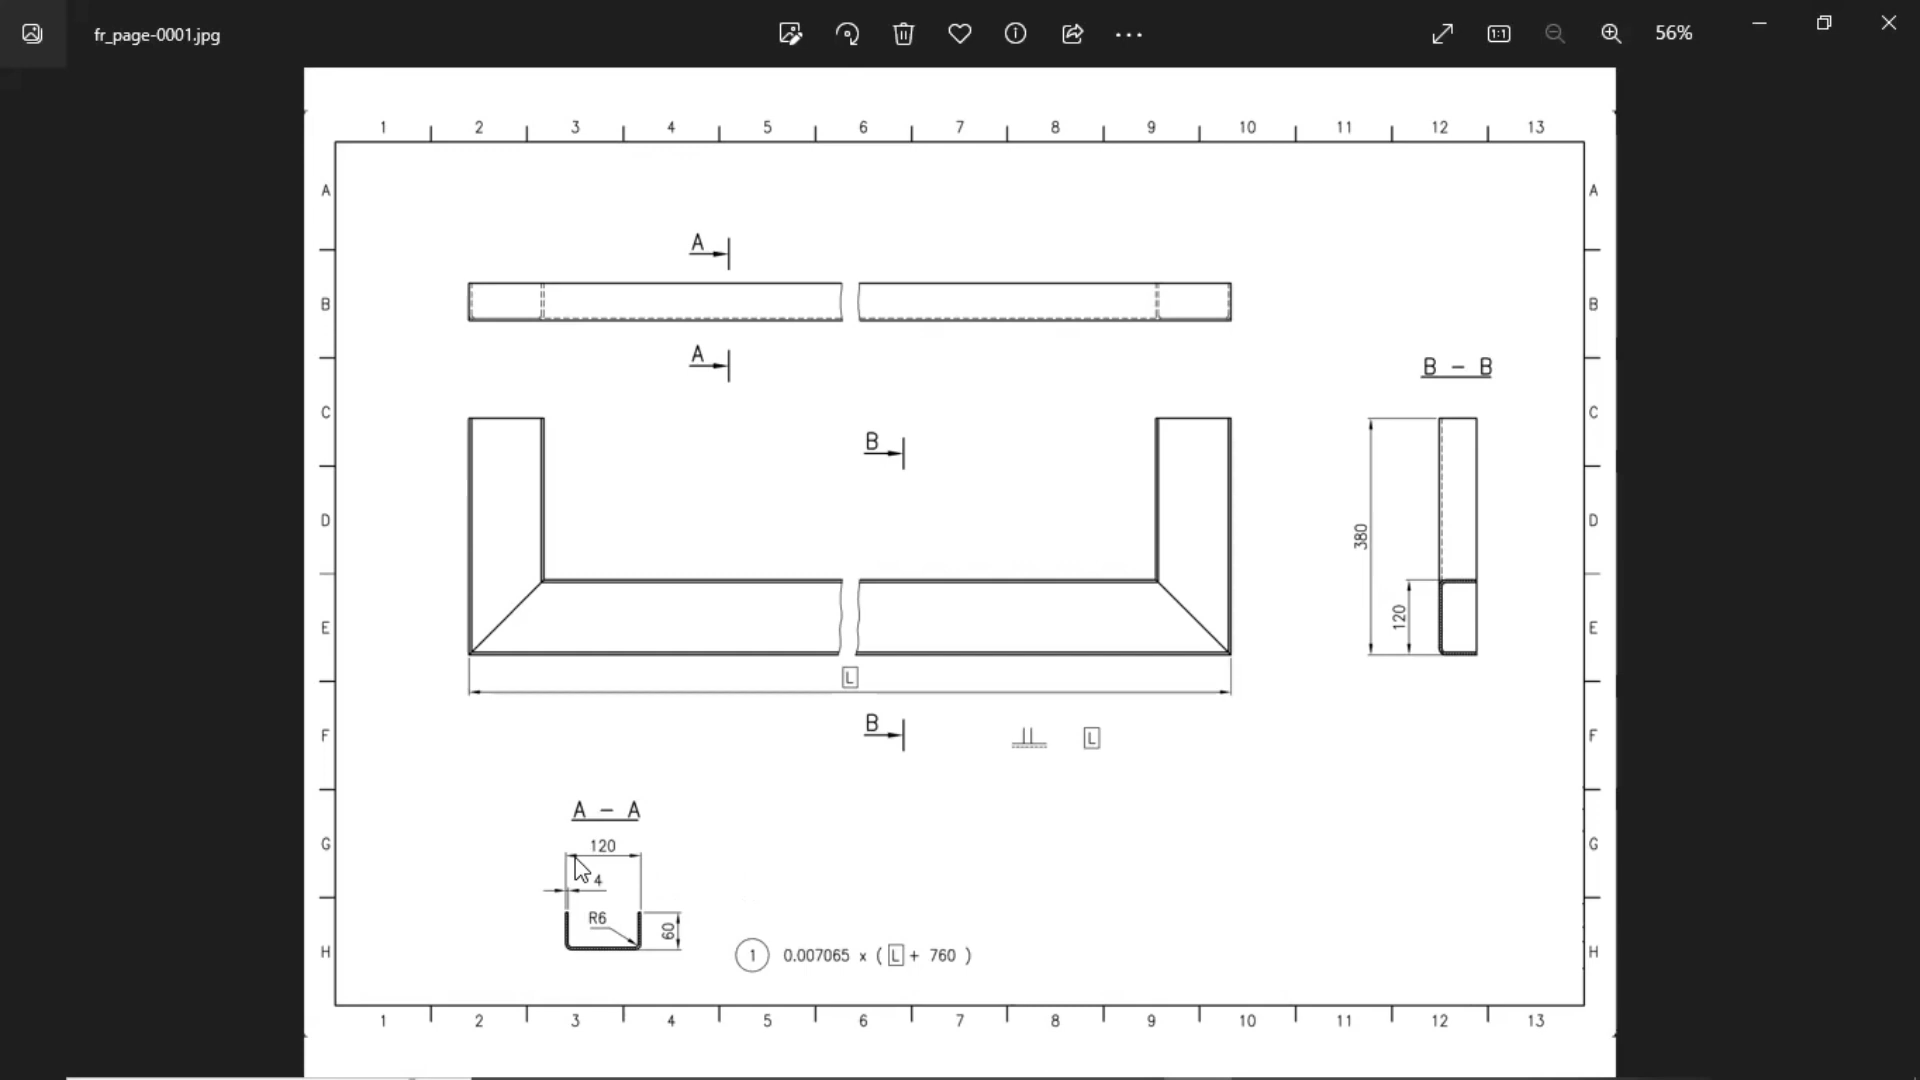 fr_page-0001.jpg
1:1
56%
1 2 3 4 5 6 7 8 9 10 11 12 13
A A
A
B B
A
B - B
C C
B
380
D D
120
E E
L
B
F L F
A - A
120
G G
4
R6
60
H 1 0.007065 x ( L + 760 ) H
1 2 3 4 5 6 7 8 9 10 11 12 13